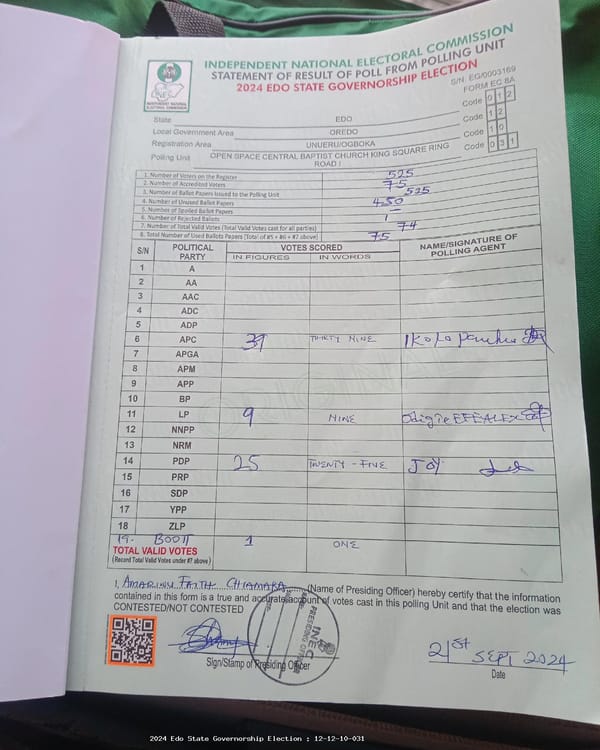 INDEPENDENT NATIONAL ELECTORAL COMMISSION
STATEMENT OF RESULT OF POLL FROM POLLING UNIT
2024 EDO STATE GOVERNORSHIP ELECTION
S/N. EG/0003169
FORM EC 8A
INDEPENDENT NATIONAL ELECTORAL COMMISSION
State EDO Code 0 1 2
Local Government Area OREDO Code 1 2
Registration Area UNUERU/OGBOKA Code 1 0
Polling Unit OPEN SPACE CENTRAL BAPTIST CHURCH KING SQUARE RING ROAD I Code 0 3 1
1. Number of Voters on the Register 525
2. Number of Accredited Voters 75
3. Number of Ballot Papers Issued to the Polling Unit 525
4. Number of Unused Ballot Papers 450
5. Number of Spoiled Ballot Papers —
6. Number of Rejected Ballots 1
7. Number of Total Valid Votes (Total Valid Votes cast for all parties) 74
8. Total Number of Used Ballots Papers (Total of #5 + #6 + #7 above) 75
S/N POLITICAL PARTY VOTES SCORED NAME/SIGNATURE OF POLLING AGENT
IN FIGURES IN WORDS
1 A
2 AA
3 AAC
4 ADC
5 ADP
6 APC 39 THIRTY NINE
7 APGA
8 APM
9 APP
10 BP
11 LP 9 NINE
12 NNPP
13 NRM
14 PDP 25 TWENTY-FIVE JOY
15 PRP
16 SDP
17 YPP
18 ZLP
19. BOOT 1 ONE
TOTAL VALID VOTES
(Record Total Valid Votes under #7 above)
I, FAITH CHIAMAKA (Name of Presiding Officer) hereby certify that the information
contained in this form is a true and accurate account of votes cast in this polling Unit and that the election was
CONTESTED/NOT CONTESTED
INEC
PRESIDING OFFICER
Sign/Stamp of Presiding Officer
21ST SEPT 2024
Date
2024 Edo State Governorship Election : 12-12-10-031